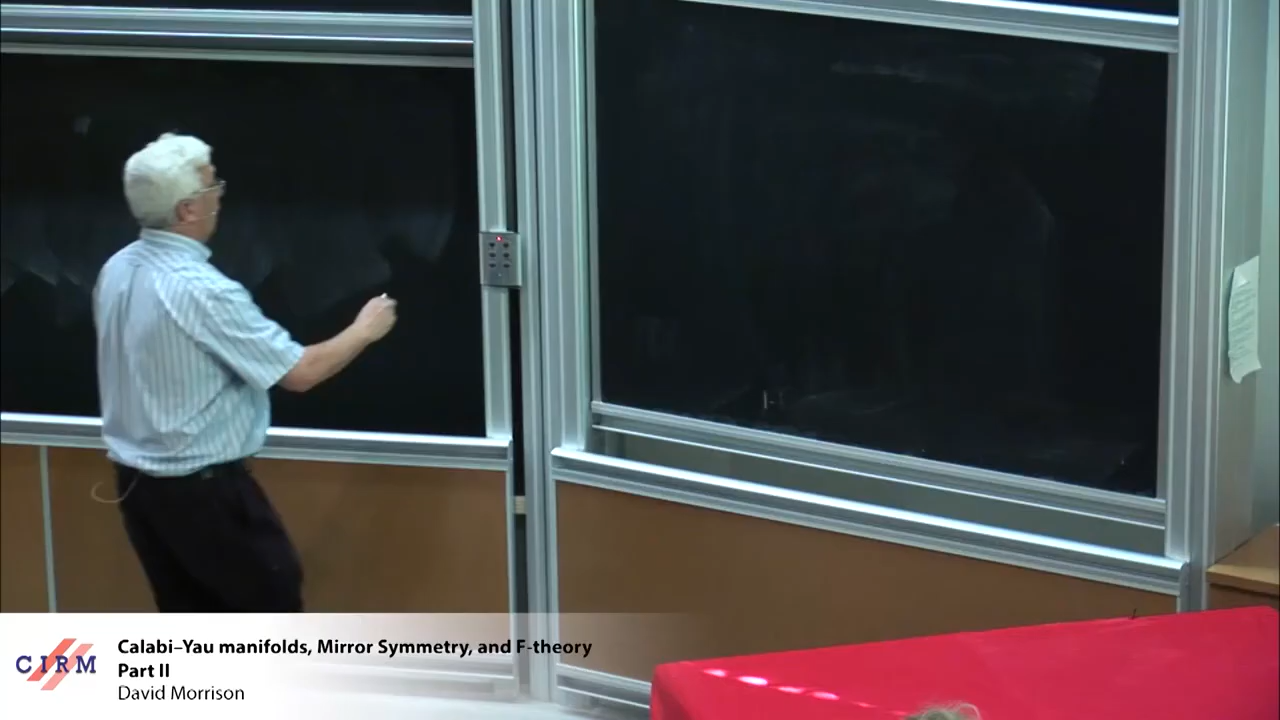 CIRM
Calabi–Yau manifolds, Mirror Symmetry, and F-theory
Part II
David Morrison